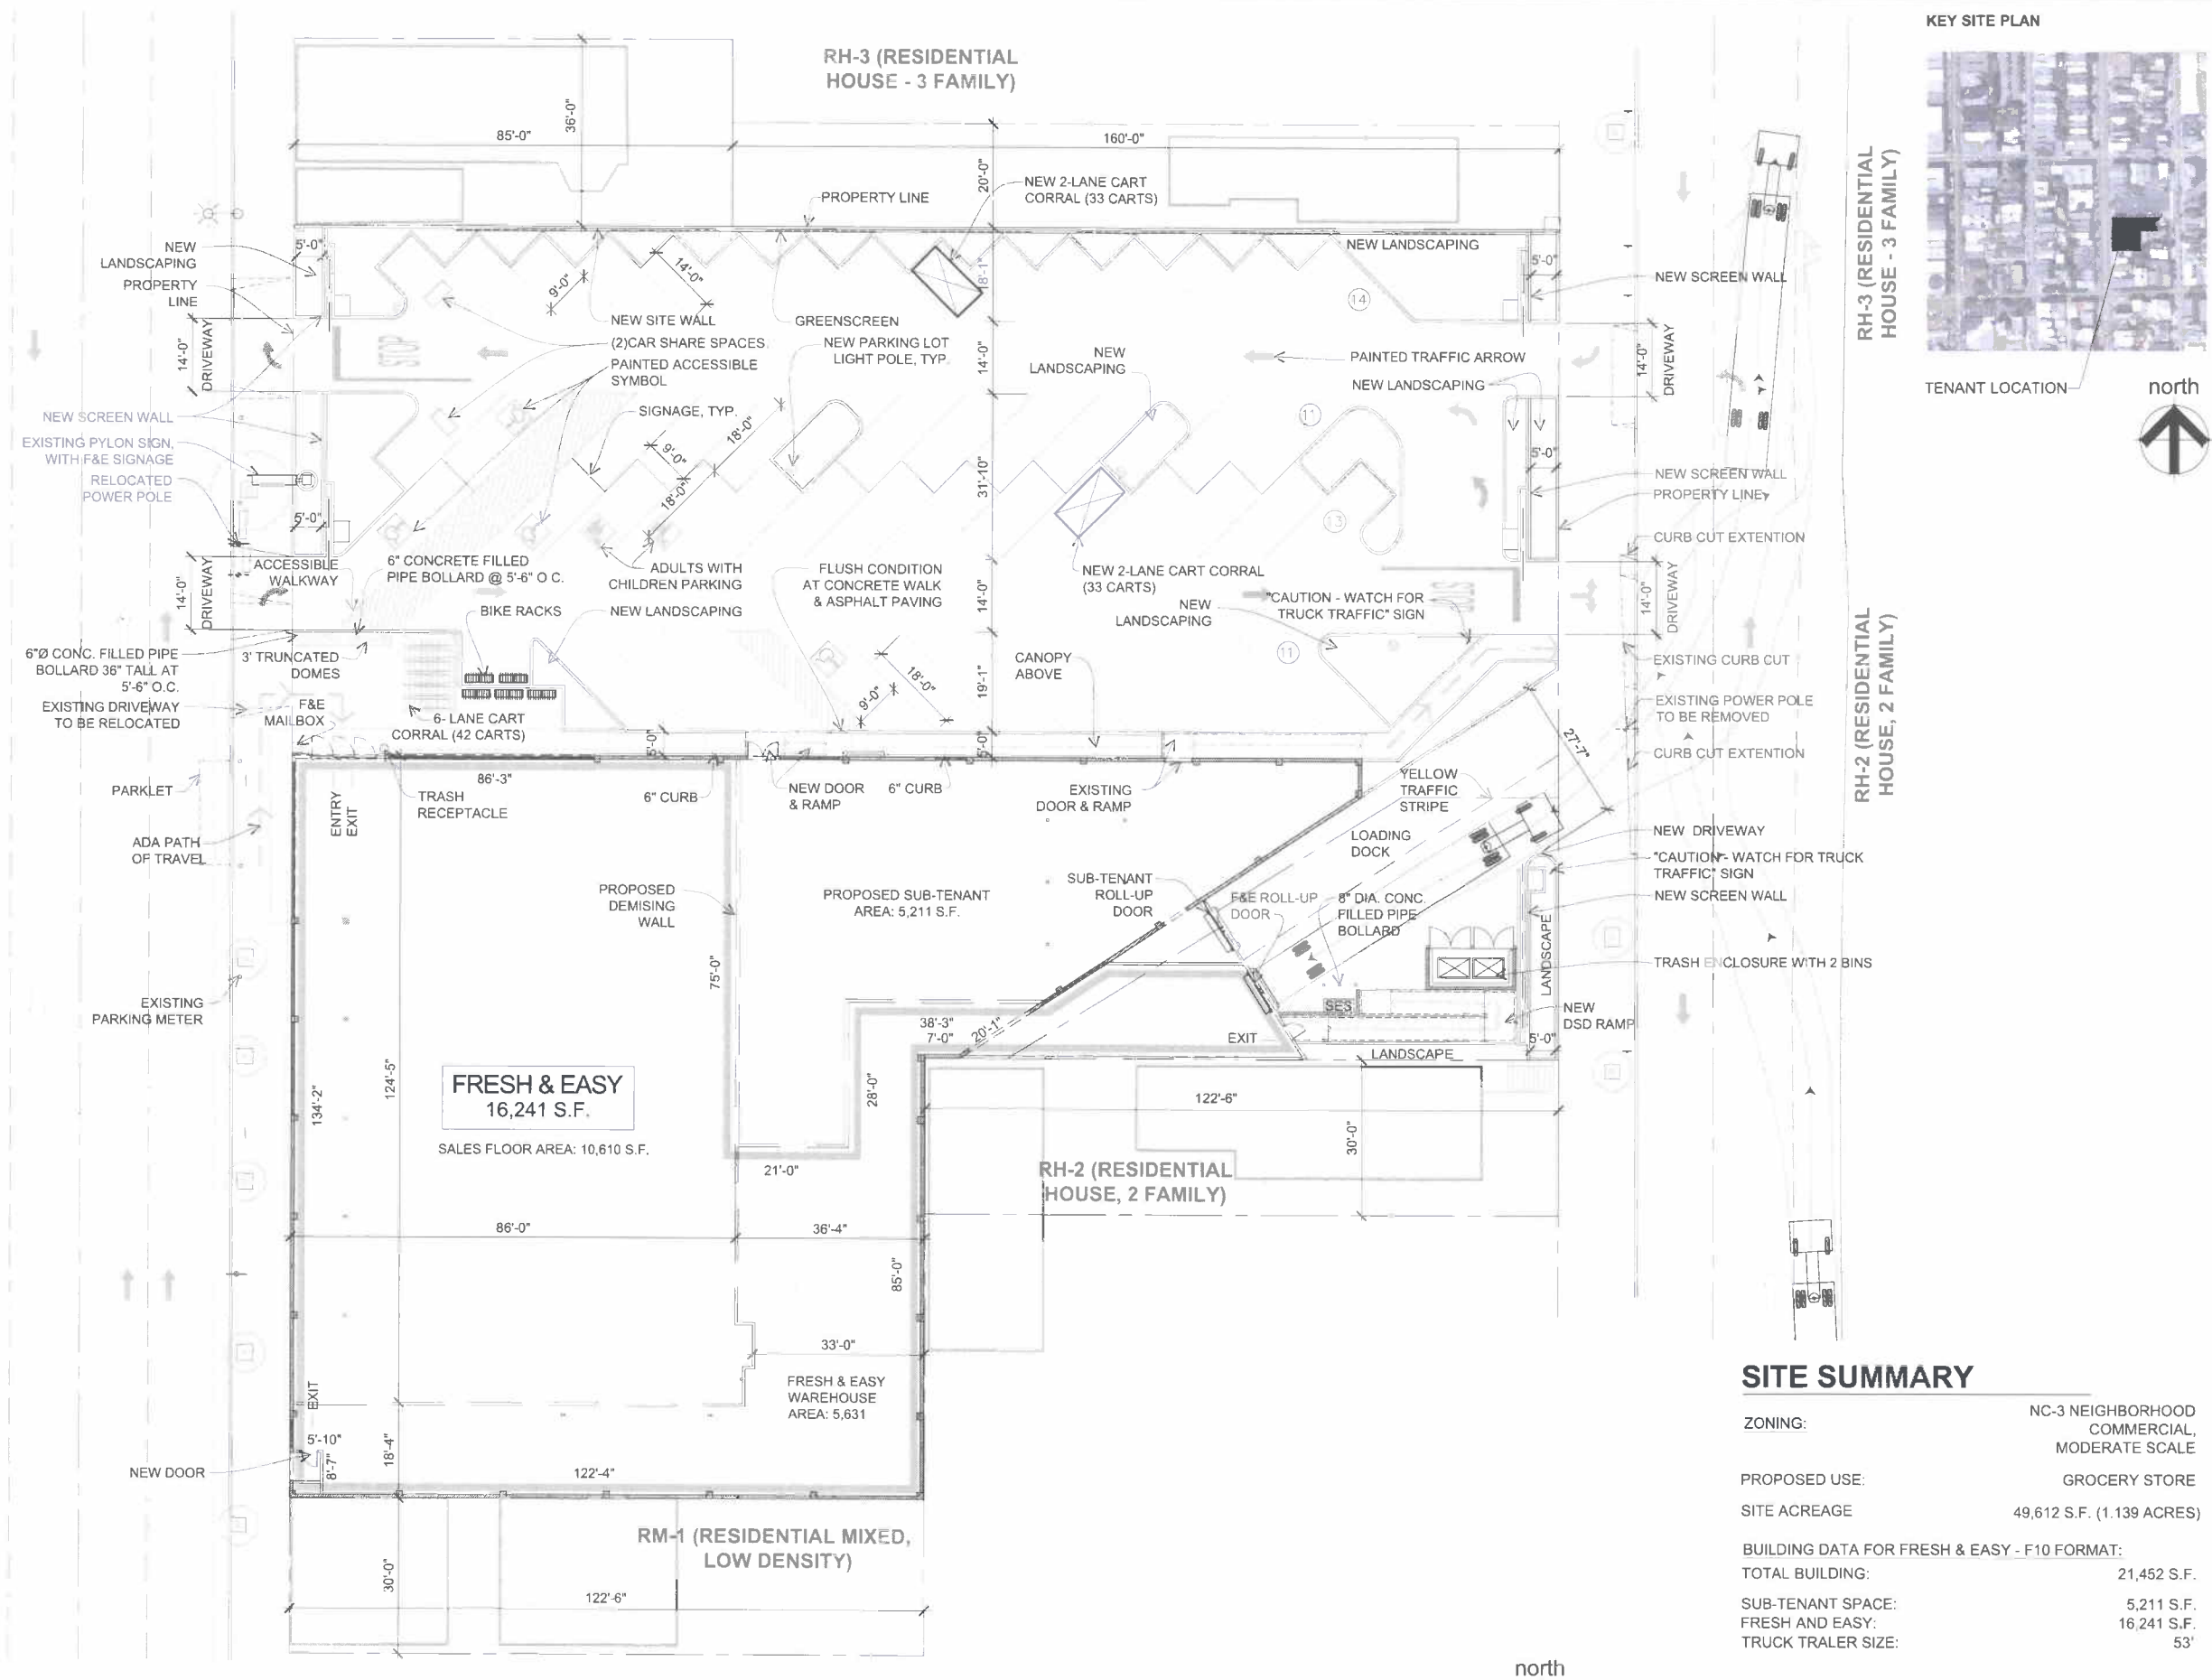 KEY SITE PLAN
RH-3 (RESIDENTIAL
HOUSE - 3 FAMILY)
85'-0"
36'-0"
160'-0"
20'-0"
NEW 2-LANE CART
CORRAL (33 CARTS)
PROPERTY LINE
RH-3 (RESIDENTIAL
HOUSE - 3 FAMILY)
TENANT LOCATION
north
NEW
LANDSCAPING
5'-0"
PROPERTY
LINE
14'-0"
DRIVEWAY
STOP
9'-0"
14'-0"
18'-1"
NEW LANDSCAPING
5'-0"
NEW SCREEN WALL
14
NEW SITE WALL
(2)CAR SHARE SPACES
PAINTED ACCESSIBLE
SYMBOL
GREENSCREEN
NEW PARKING LOT
LIGHT POLE, TYP.
14'-0"
NEW
LANDSCAPING
PAINTED TRAFFIC ARROW
NEW LANDSCAPING
14'-0"
DRIVEWAY
NEW SCREEN WALL
EXISTING PYLON SIGN,
WITH F&E SIGNAGE
RELOCATED
POWER POLE
5'-0"
SIGNAGE, TYP.
9'-0"
18'-0"
18'-0"
31'-10"
11
13
5'-0"
NEW SCREEN WALL
PROPERTY LINE
CURB CUT EXTENTION
14'-0"
DRIVEWAY
ACCESSIBLE
WALKWAY
6" CONCRETE FILLED
PIPE BOLLARD @ 5'-6" O C.
ADULTS WITH
CHILDREN PARKING
FLUSH CONDITION
AT CONCRETE WALK
& ASPHALT PAVING
14'-0"
NEW 2-LANE CART CORRAL
(33 CARTS)
NEW
LANDSCAPING
"CAUTION - WATCH FOR
TRUCK TRAFFIC" SIGN
STOP
14'-0"
DRIVEWAY
BIKE RACKS
NEW LANDSCAPING
6"Ø CONC. FILLED PIPE
BOLLARD 36" TALL AT
5'-6" O.C.
3' TRUNCATED
DOMES
EXISTING DRIVEWAY
TO BE RELOCATED
F&E
MAILBOX
6- LANE CART
CORRAL (42 CARTS)
9'-0"
18'-0"
19'-1"
CANOPY
ABOVE
11
EXISTING CURB CUT
EXISTING POWER POLE
TO BE REMOVED
CURB CUT EXTENTION
RH-2 (RESIDENTIAL
HOUSE, 2 FAMILY)
5'-0"
5'-0"
27'-7"
PARKLET
86'-3"
TRASH
RECEPTACLE
6" CURB
NEW DOOR
& RAMP
6" CURB
EXISTING
DOOR & RAMP
YELLOW
TRAFFIC
STRIPE
ENTRY
EXIT
ADA PATH
OF TRAVEL
LOADING
DOCK
NEW DRIVEWAY
"CAUTION - WATCH FOR TRUCK
TRAFFIC" SIGN
NEW SCREEN WALL
PROPOSED
DEMISING
WALL
PROPOSED SUB-TENANT
AREA: 5,211 S.F.
SUB-TENANT
ROLL-UP
DOOR
F&E ROLL-UP
DOOR
8" DIA. CONC.
FILLED PIPE
BOLLARD
LANDSCAPE
TRASH ENCLOSURE WITH 2 BINS
75'-0"
EXISTING
PARKING METER
SES
NEW
DSD RAMP
38'-3"
7'-0"
20'-1"
EXIT
5'-0"
LANDSCAPE
FRESH & EASY
16,241 S.F.
134'-2"
124'-5"
28'-0"
122'-6"
30'-0"
SALES FLOOR AREA: 10,610 S.F.
21'-0"
RH-2 (RESIDENTIAL
HOUSE, 2 FAMILY)
86'-0"
36'-4"
85'-0"
33'-0"
FRESH & EASY
WAREHOUSE
AREA: 5,631
EXIT
5'-10"
8'-7"
18'-4"
NEW DOOR
122'-4"
RM-1 (RESIDENTIAL MIXED,
LOW DENSITY)
30'-0"
122'-6"
SITE SUMMARY
ZONING:
NC-3 NEIGHBORHOOD
COMMERCIAL,
MODERATE SCALE
PROPOSED USE: GROCERY STORE
SITE ACREAGE 49,612 S.F. (1.139 ACRES)
BUILDING DATA FOR FRESH & EASY - F10 FORMAT:
TOTAL BUILDING: 21,452 S.F.
SUB-TENANT SPACE: 5,211 S.F.
FRESH AND EASY: 16,241 S.F.
TRUCK TRALER SIZE: 53'
north